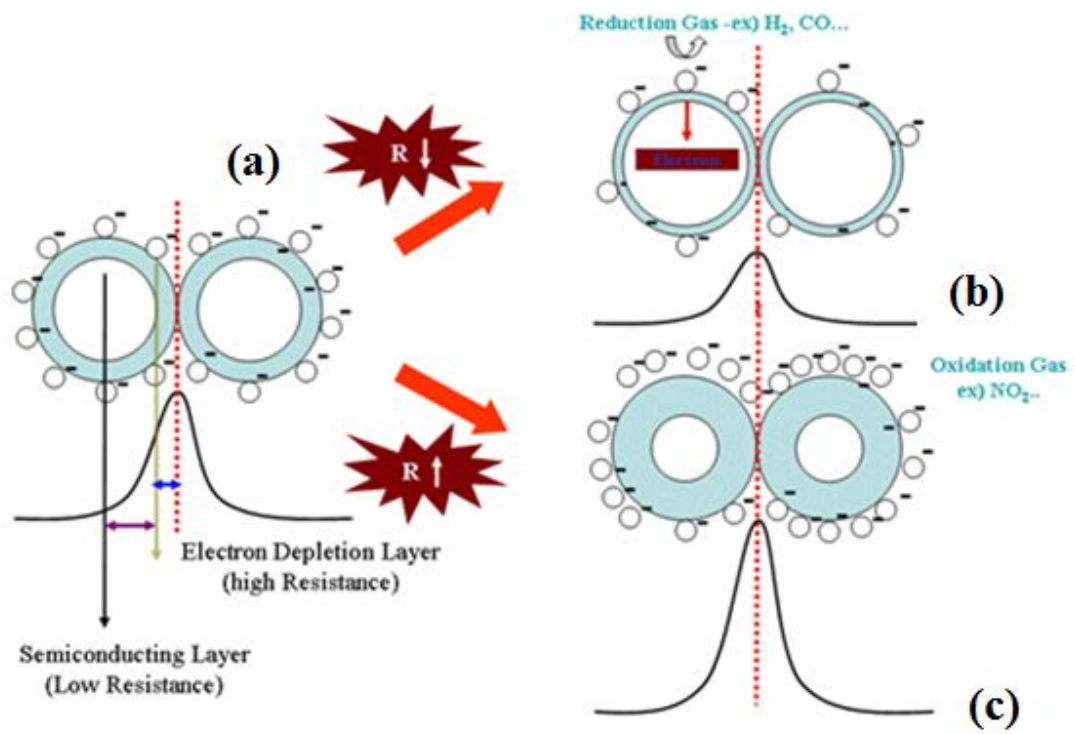 (a)
R ↓
Reduction Gas -ex) H₂, CO...
Electron
(b)
R ↑
Electron Depletion Layer
(high Resistance)
Semiconducting Layer
(Low Resistance)
Oxidation Gas
ex) NO₂..
(c)